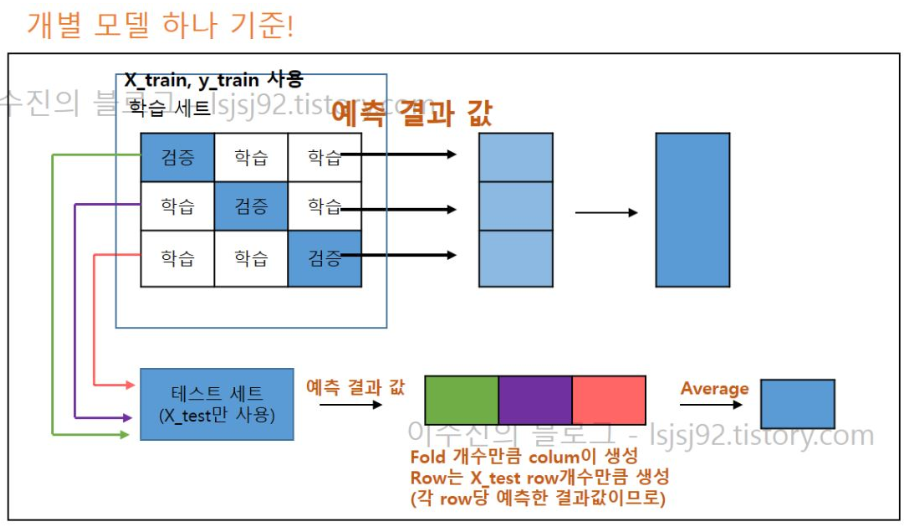 개별 모델 하나 기준!
X_train, y_train 사용
이수진의 블로그 - lsjsj92.tistory.com
학습 세트
예측 결과 값
검증 학습 학습
학습 검증 학습
학습 학습 검증
테스트 세트
(X_test만 사용)
예측 결과 값
Average
이수진의 블로그 - lsjsj92.tistory.com
Fold 개수만큼 colum이 생성
Row는 X_test row개수만큼 생성
(각 row당 예측한 결과값이므로)